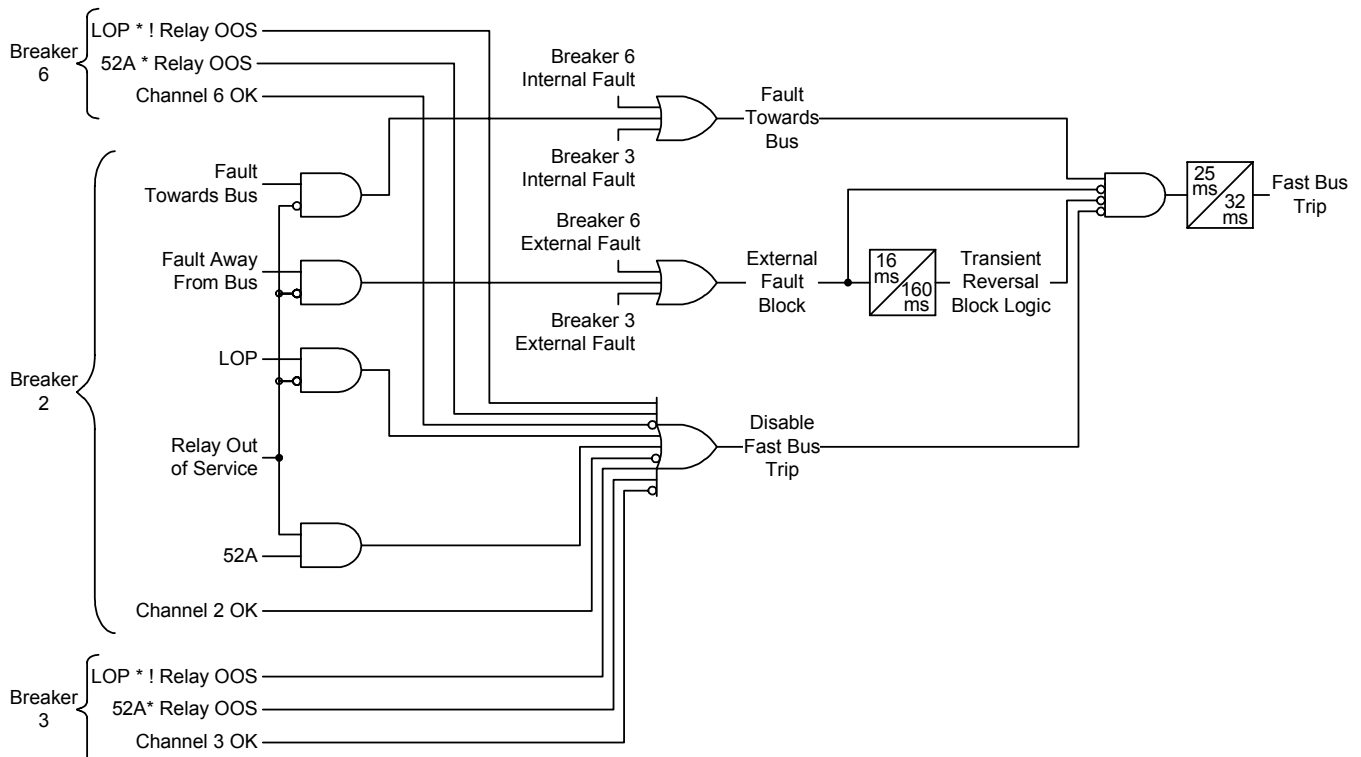 Breaker
6
LOP * ! Relay OOS
52A * Relay OOS
Channel 6 OK
Breaker
2
Fault
Towards Bus
Fault Away
From Bus
LOP
Relay Out
of Service
52A
Channel 2 OK
Breaker
3
LOP * ! Relay OOS
52A* Relay OOS
Channel 3 OK
Breaker 6
Internal Fault
Breaker 3
Internal Fault
Breaker 6
External Fault
Breaker 3
External Fault
Fault
Towards
Bus
External
Fault
Block
16
ms
160
ms
Transient
Reversal
Block Logic
Disable
Fast Bus
Trip
25
ms
32
ms
Fast Bus
Trip